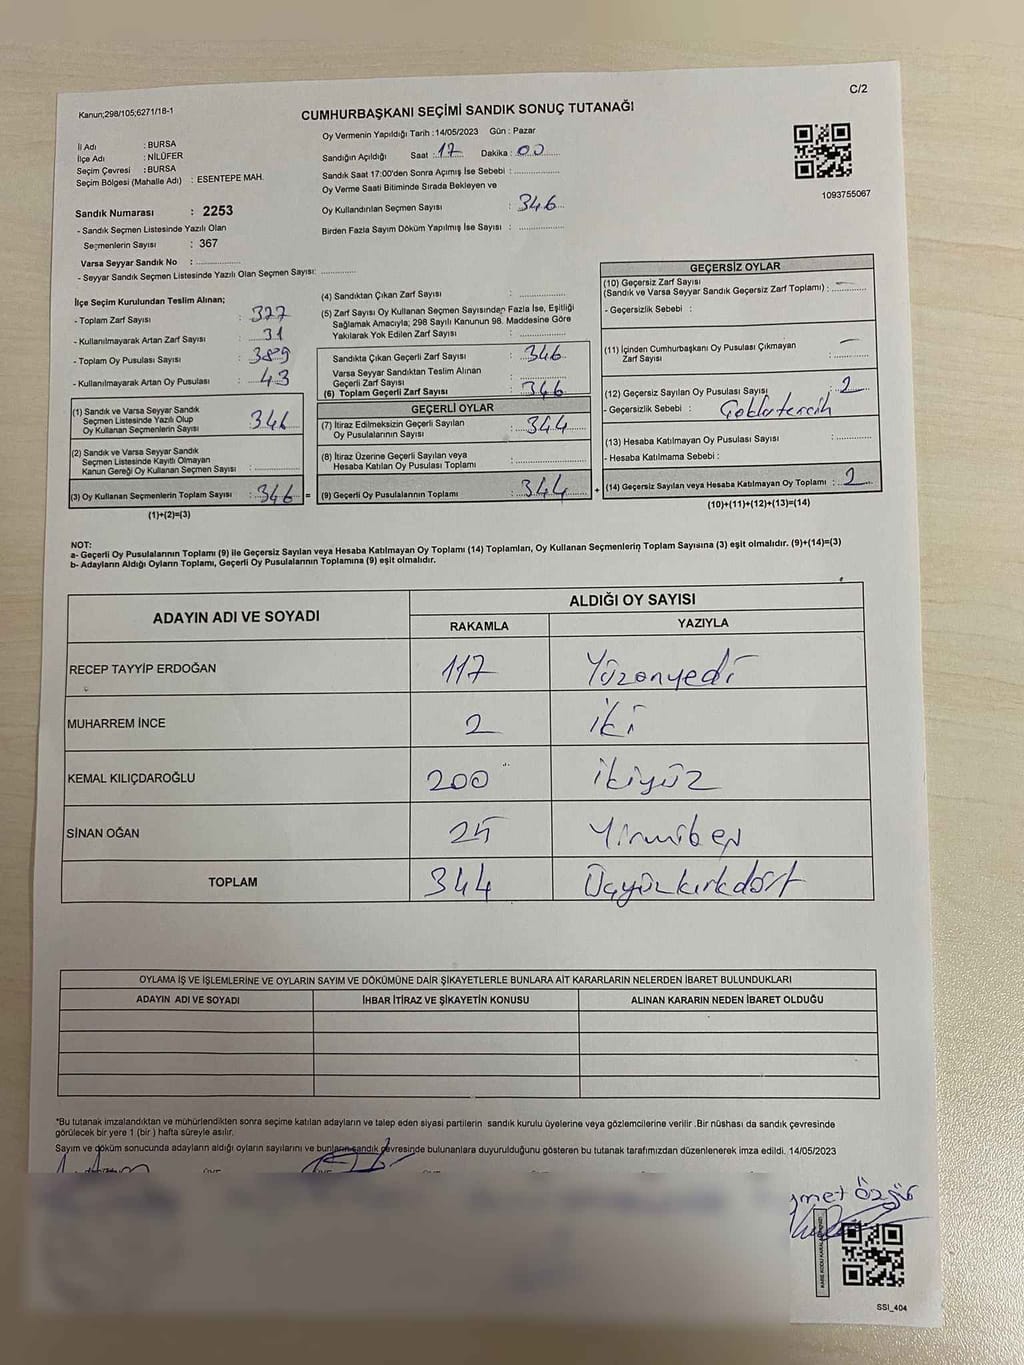 C/2
Kanun;298/105;6271/18-1
CUMHURBAŞKANI SEÇİMİ SANDIK SONUÇ TUTANAĞI
İl Adı : BURSA
İlçe Adı : NİLÜFER
Seçim Çevresi : BURSA
Seçim Bölgesi (Mahalle Adı) : ESENTEPE MAH.
Sandık Numarası : 2253
- Sandık Seçmen Listesinde Yazılı Olan
Seçmenlerin Sayısı : 367
Varsa Seyyar Sandık No : ............
- Seyyar Sandık Seçmen Listesinde Yazılı Olan Seçmen Sayısı: ............
Oy Vermenin Yapıldığı Tarih : 14/05/2023 Gün : Pazar
Sandığın Açıldığı Saat : 17 Dakika : 00
Sandık Saat 17:00'den Sonra Açımış İse Sebebi : ............
Oy Verme Saati Bitiminde Sırada Bekleyen ve
Oy Kullandırılan Seçmen Sayısı : 346
Birden Fazla Sayım Döküm Yapılmış İse Sayısı : ............
1093755067
İlçe Seçim Kurulundan Teslim Alınan;
- Toplam Zarf Sayısı : 377
- Kullanılmayarak Artan Zarf Sayısı : 31
- Toplam Oy Pusulası Sayısı : 389
- Kullanılmayarak Artan Oy Pusulası : 43
(1) Sandık ve Varsa Seyyar Sandık
Seçmen Listesinde Yazılı Olup
Oy Kullanan Seçmenlerin Sayısı : 346
(2) Sandık ve Varsa Seyyar Sandık
Seçmen Listesinde Kayıtlı Olmayan
Kanun Gereği Oy Kullanan Seçmen Sayısı : ............
(3) Oy Kullanan Seçmenlerin Toplam Sayısı : 346 =
(1)+(2)=(3)
(4) Sandıktan Çıkan Zarf Sayısı : ............
(5) Zarf Sayısı Oy Kullanan Seçmen Sayısından Fazla İse, Eşitliği
Sağlamak Amacıyla; 298 Sayılı Kanunun 98. Maddesine Göre
Yakılarak Yok Edilen Zarf Sayısı : ............
Sandıkta Çıkan Geçerli Zarf Sayısı : 346
Varsa Seyyar Sandıktan Teslim Alınan
Geçerli Zarf Sayısı : ............
(6) Toplam Geçerli Zarf Sayısı : 346
GEÇERLİ OYLAR
(7) İtiraz Edilmeksizin Geçerli Sayılan
Oy Pusulalarının Sayısı : 344
(8) İtiraz Üzerine Geçerli Sayılan veya
Hesaba Katılan Oy Pusulası Toplamı : ............
(9) Geçerli Oy Pusulalarının Toplamı : 344 +
GEÇERSİZ OYLAR
(10) Geçersiz Zarf Sayısı
(Sandık ve Varsa Seyyar Sandık Geçersiz Zarf Toplamı) : —
- Geçersizlik Sebebi :
(11) İçinden Cumhurbaşkanı Oy Pusulası Çıkmayan
Zarf Sayısı : —
(12) Geçersiz Sayılan Oy Pusulası Sayısı : 2
- Geçersizlik Sebebi :
(13) Hesaba Katılmayan Oy Pusulası Sayısı : ............
- Hesaba Katılmama Sebebi :
(14) Geçersiz Sayılan veya Hesaba Katılmayan Oy Toplamı : 2
(10)+(11)+(12)+(13)=(14)
NOT:
a- Geçerli Oy Pusulalarının Toplamı (9) ile Geçersiz Sayılan veya Hesaba Katılmayan Oy Toplamı (14) Toplamları, Oy Kullanan Seçmenlerin Toplam Sayısına (3) eşit olmalıdır. (9)+(14)=(3)
b- Adayların Aldığı Oyların Toplamı, Geçerli Oy Pusulalarının Toplamına (9) eşit olmalıdır.
ADAYIN ADI VE SOYADI ALDIĞI OY SAYISI
RAKAMLA YAZIYLA
RECEP TAYYİP ERDOĞAN 117 Yüzonyedi
MUHARREM İNCE 2 iki
KEMAL KILIÇDAROĞLU 200 ikiyüz
SİNAN OĞAN 25 Yirmibeş
TOPLAM 344 Üçyüzkırkdört
OYLAMA İŞ VE İŞLEMLERİNE VE OYLARIN SAYIM VE DÖKÜMÜNE DAİR ŞİKAYETLERLE BUNLARA AİT KARARLARIN NELERDEN İBARET BULUNDUKLARI
ADAYIN ADI VE SOYADI İHBAR İTİRAZ VE ŞİKAYETİN KONUSU ALINAN KARARIN NEDEN İBARET OLDUĞU
*Bu tutanak imzalandıktan ve mühürlendikten sonra seçime katılan adayların ve talep eden siyasi partilerin sandık kurulu üyelerine veya gözlemcilerine verilir .Bir nüshası da sandık çevresinde
görülecek bir yere 1 (bir ) hafta süreyle asılır.
Sayım ve döküm sonucunda adayların aldığı oyların sayılarını ve bunların sandık çevresinde bulunanlara duyurulduğunu gösteren bu tutanak tarafımızdan düzenlenerek imza edildi. 14/05/2023
SSI_404